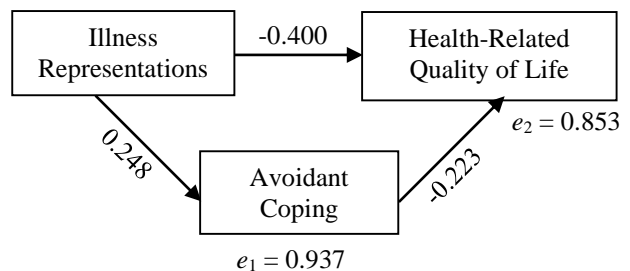 Illness
Representations
-0.400
Health-Related
Quality of Life
e₂ = 0.853
0.248
-0.223
Avoidant
Coping
e₁ = 0.937